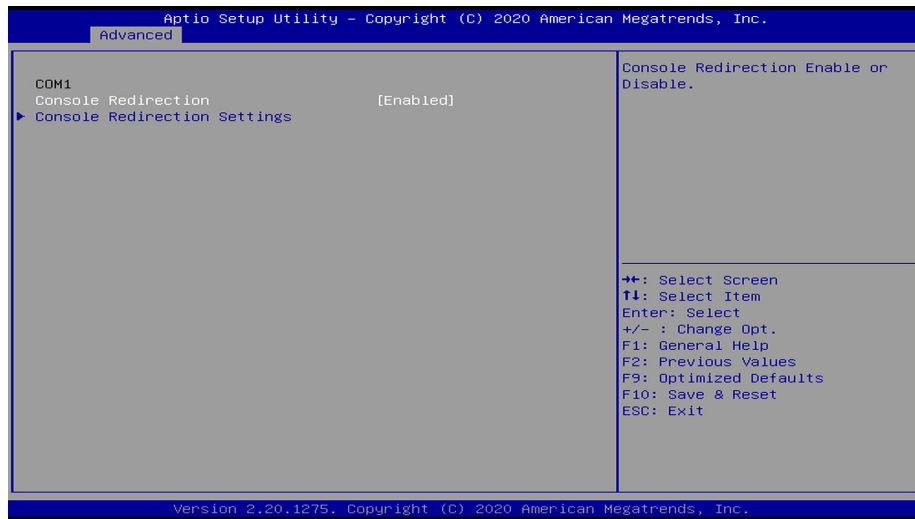 Aptio Setup Utility – Copyright (C) 2020 American Megatrends, Inc.
Advanced
COM1
Console Redirection [Enabled]
▶ Console Redirection Settings
Console Redirection Enable or
Disable.
→←: Select Screen
↑↓: Select Item
Enter: Select
+/- : Change Opt.
F1: General Help
F2: Previous Values
F9: Optimized Defaults
F10: Save & Reset
ESC: Exit
Version 2.20.1275. Copyright (C) 2020 American Megatrends, Inc.